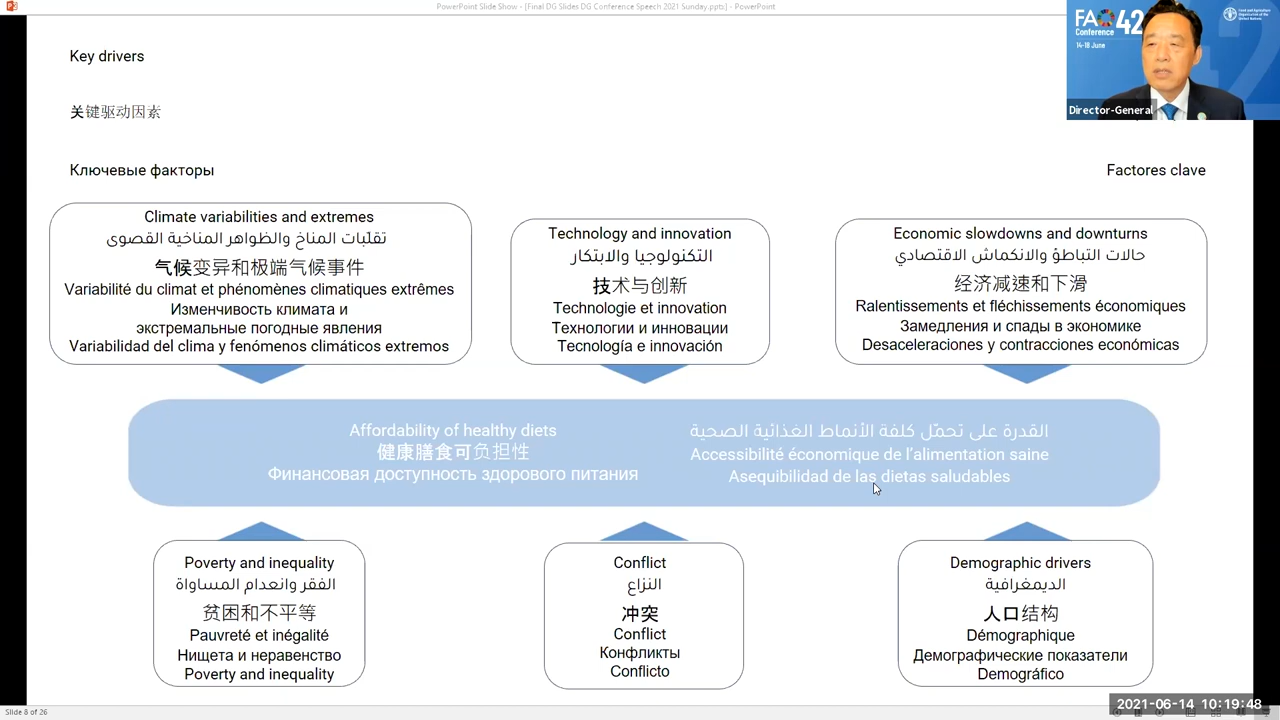 PowerPoint Slide Show - [Final DG Slides DG Conference Speech 2021 Sunday.pptx] - PowerPoint
FAO 42
Conference
14-18 June
Food and Agriculture Organization of the United Nations
Director-General
Key drivers
关键驱动因素
Ключевые факторы
Factores clave
Climate variabilities and extremes
تقلّبات المناخ والظواهر المناخية القصوى
气候变异和极端气候事件
Variabilité du climat et phénomènes climatiques extrêmes
Изменчивость климата и
экстремальные погодные явления
Variabilidad del clima y fenómenos climáticos extremos
Technology and innovation
التكنولوجيا والابتكار
技术与创新
Technologie et innovation
Технологии и инновации
Tecnología e innovación
Economic slowdowns and downturns
حالات التباطؤ والانكماش الاقتصادي
经济减速和下滑
Ralentissements et fléchissements économiques
Замедления и спады в экономике
Desaceleraciones y contracciones económicas
Affordability of healthy diets
健康膳食可负担性
Финансовая доступность здорового питания
القدرة على تحمّل كلفة الأنماط الغذائية الصحية
Accessibilité économique de l'alimentation saine
Asequibilidad de las dietas saludables
Poverty and inequality
الفقر وانعدام المساواة
贫困和不平等
Pauvreté et inégalité
Нищета и неравенство
Poverty and inequality
Conflict
النزاع
冲突
Conflict
Конфликты
Conflicto
Demographic drivers
الديمغرافية
人口结构
Démographique
Демографические показатели
Demográfico
2021-06-14 10:19:48
Slide 8 of 26